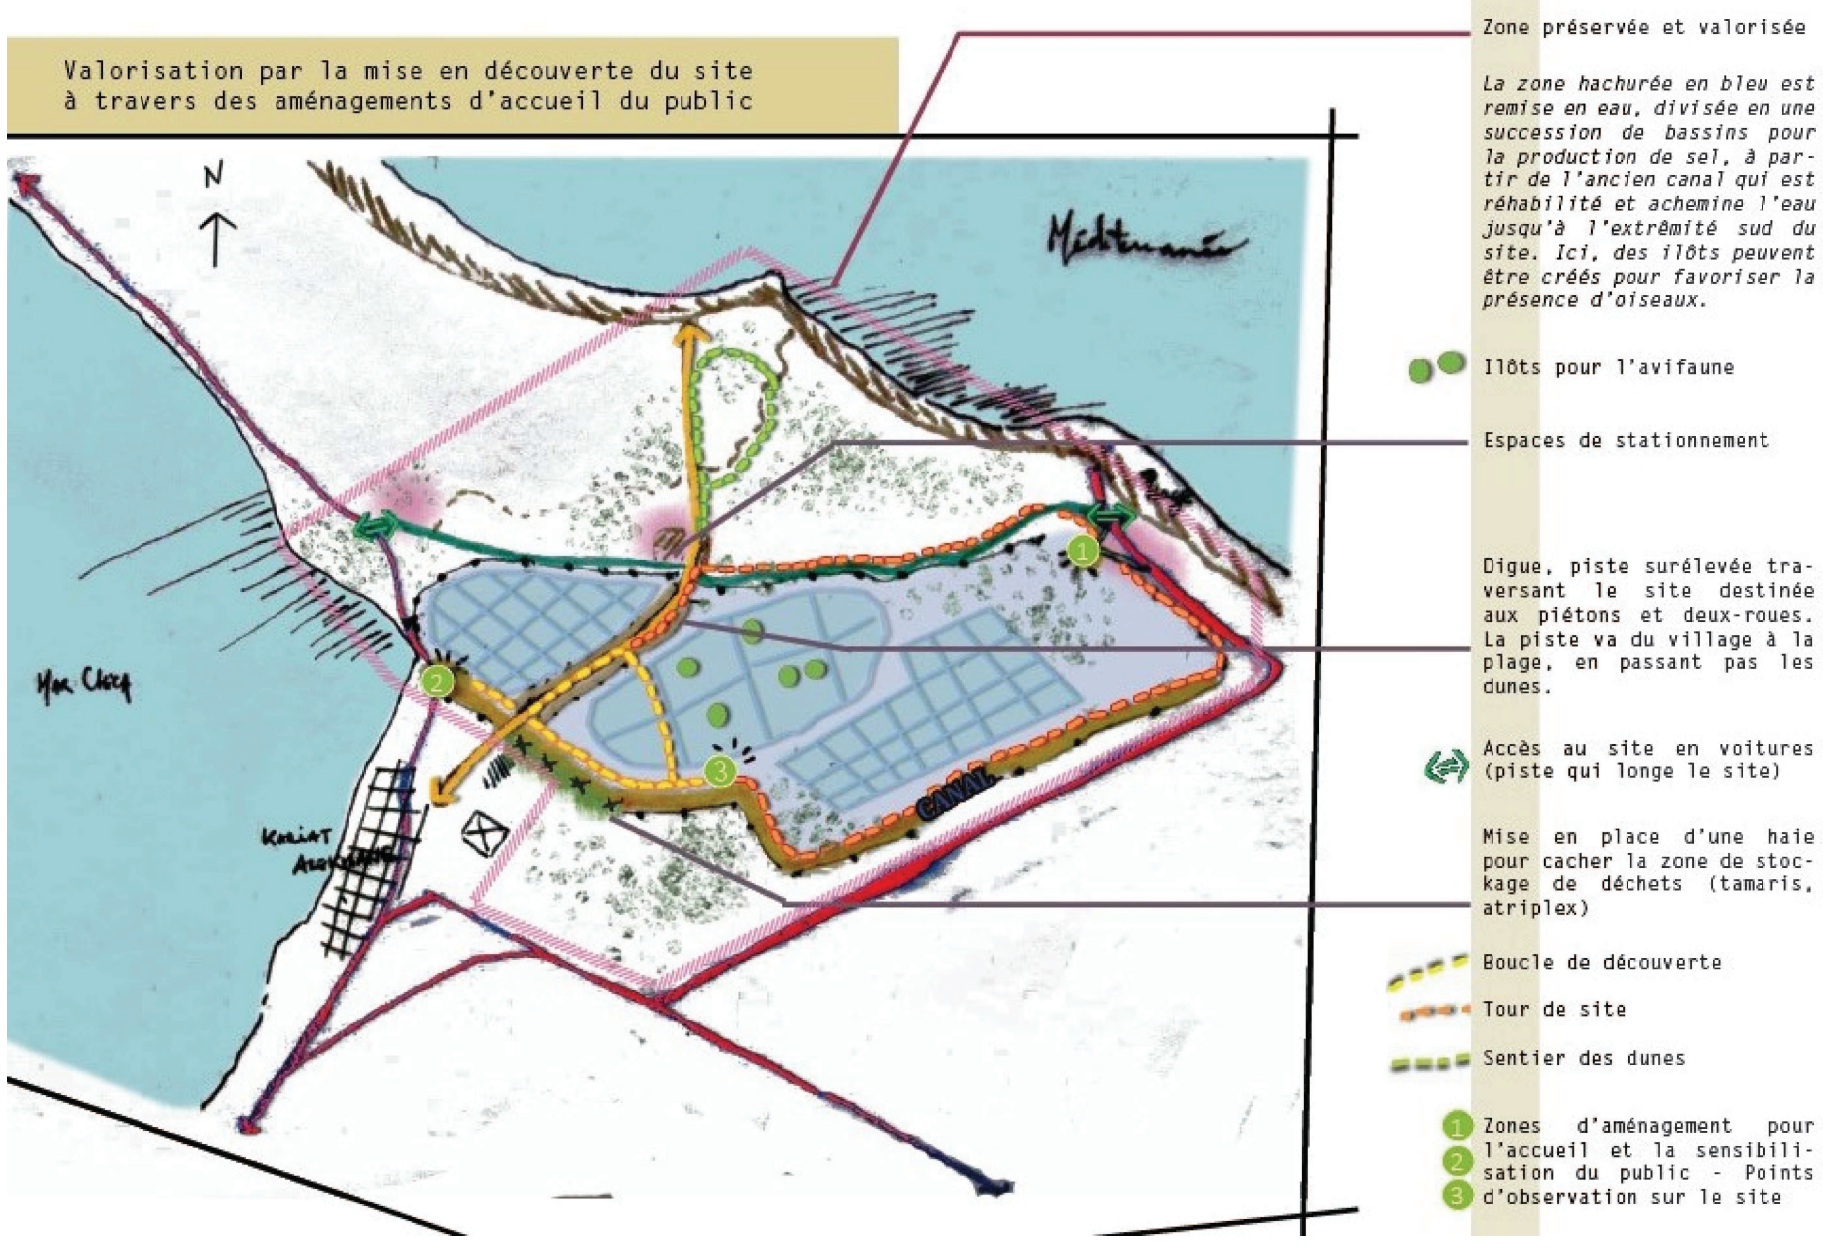 Valorisation par la mise en découverte du site
à travers des aménagements d'accueil du public
N
Méditerranée
Mar Chica
KARIAT
CANAL
1
2
3
Zone préservée et valorisée
La zone hachurée en bleu est
remise en eau, divisée en une
succession de bassins pour
la production de sel, à par-
tir de l'ancien canal qui est
réhabilité et achemine l'eau
jusqu'à l'extrêmité sud du
site. Ici, des ilôts peuvent
être créés pour favoriser la
présence d'oiseaux.
Ilôts pour l'avifaune
Espaces de stationnement
Digue, piste surélevée tra-
versant le site destinée
aux piétons et deux-roues.
La piste va du village à la
plage, en passant pas les
dunes.
Accès au site en voitures
(piste qui longe le site)
Mise en place d'une haie
pour cacher la zone de stoc-
kage de déchets (tamaris,
atriplex)
Boucle de découverte
Tour de site
Sentier des dunes
1 Zones d'aménagement pour
l'accueil et la sensibili-
2 sation du public - Points
3 d'observation sur le site